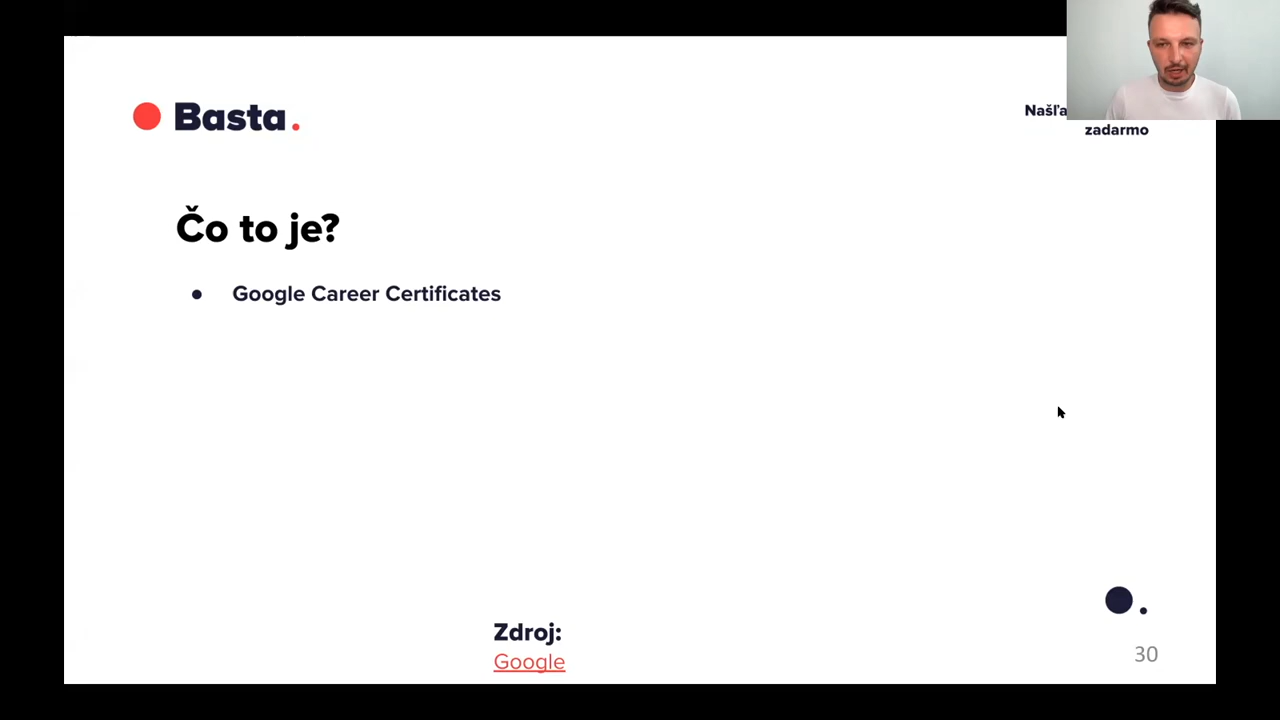 Basta.
Našľa
zadarmo
Čo to je?
● Google Career Certificates
Zdroj:
Google
30